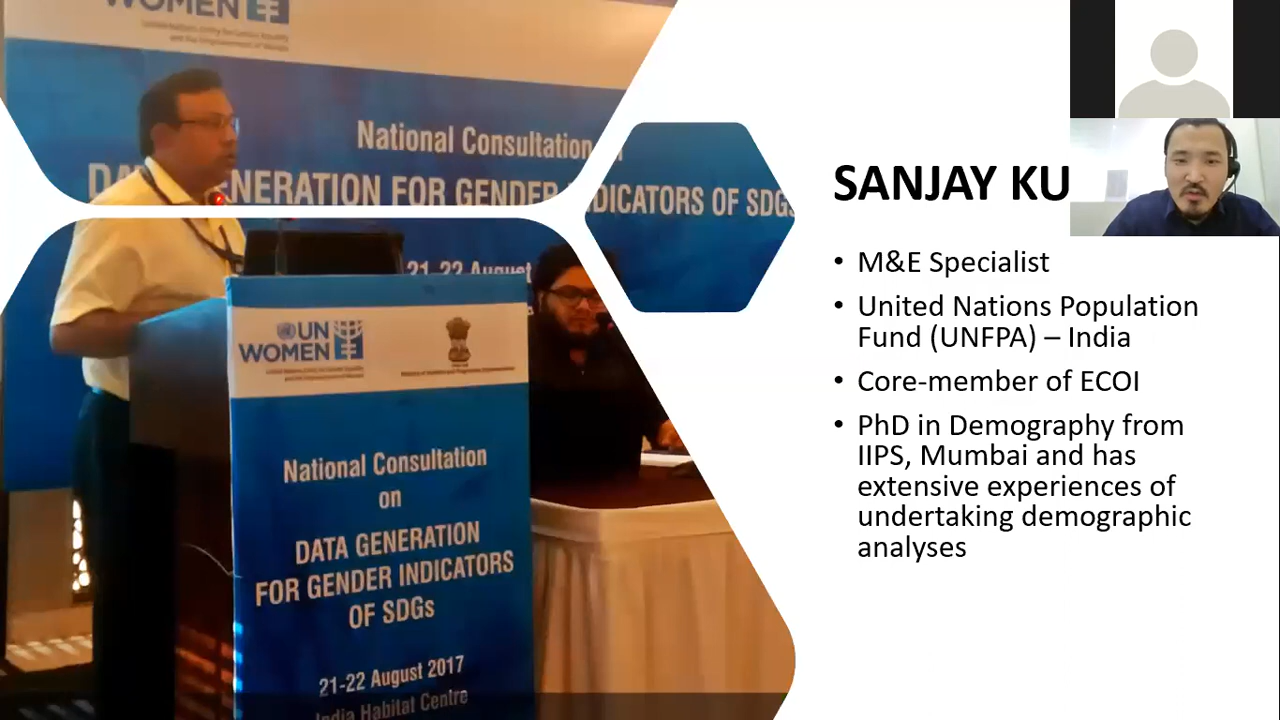 WOMEN
National Consultation
GENERATION FOR GENDER INDICATORS OF SDGs
21-22 August
UN
WOMEN
National Consultation
on
DATA GENERATION
FOR GENDER INDICATORS
OF SDGs
21-22 August 2017
India Habitat Centre
SANJAY KU
• M&E Specialist
• United Nations Population
Fund (UNFPA) – India
• Core-member of ECOI
• PhD in Demography from
IIPS, Mumbai and has
extensive experiences of
undertaking demographic
analyses